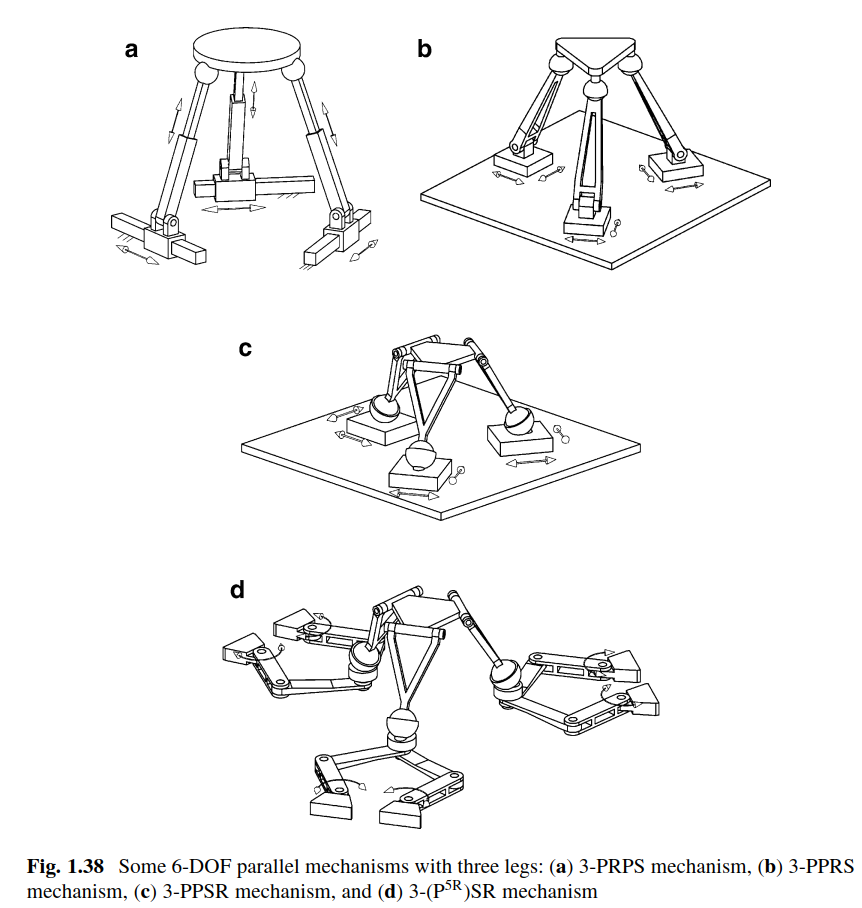 a
b
c
d
Fig. 1.38 Some 6-DOF parallel mechanisms with three legs: (a) 3-PRPS mechanism, (b) 3-PPRS
mechanism, (c) 3-PPSR mechanism, and (d) 3-(P⁵ᴿ)SR mechanism